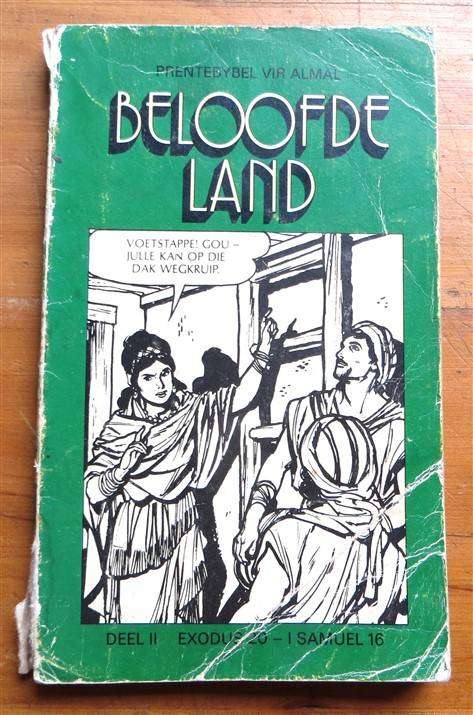 PRENTEBYBEL VIR ALMAL
BELOOFDE
LAND
VOETSTAPPE! GOU –
JULLE KAN OP DIE
DAK WEGKRUIP.
DEEL II EXODUS 20 – I SAMUEL 16